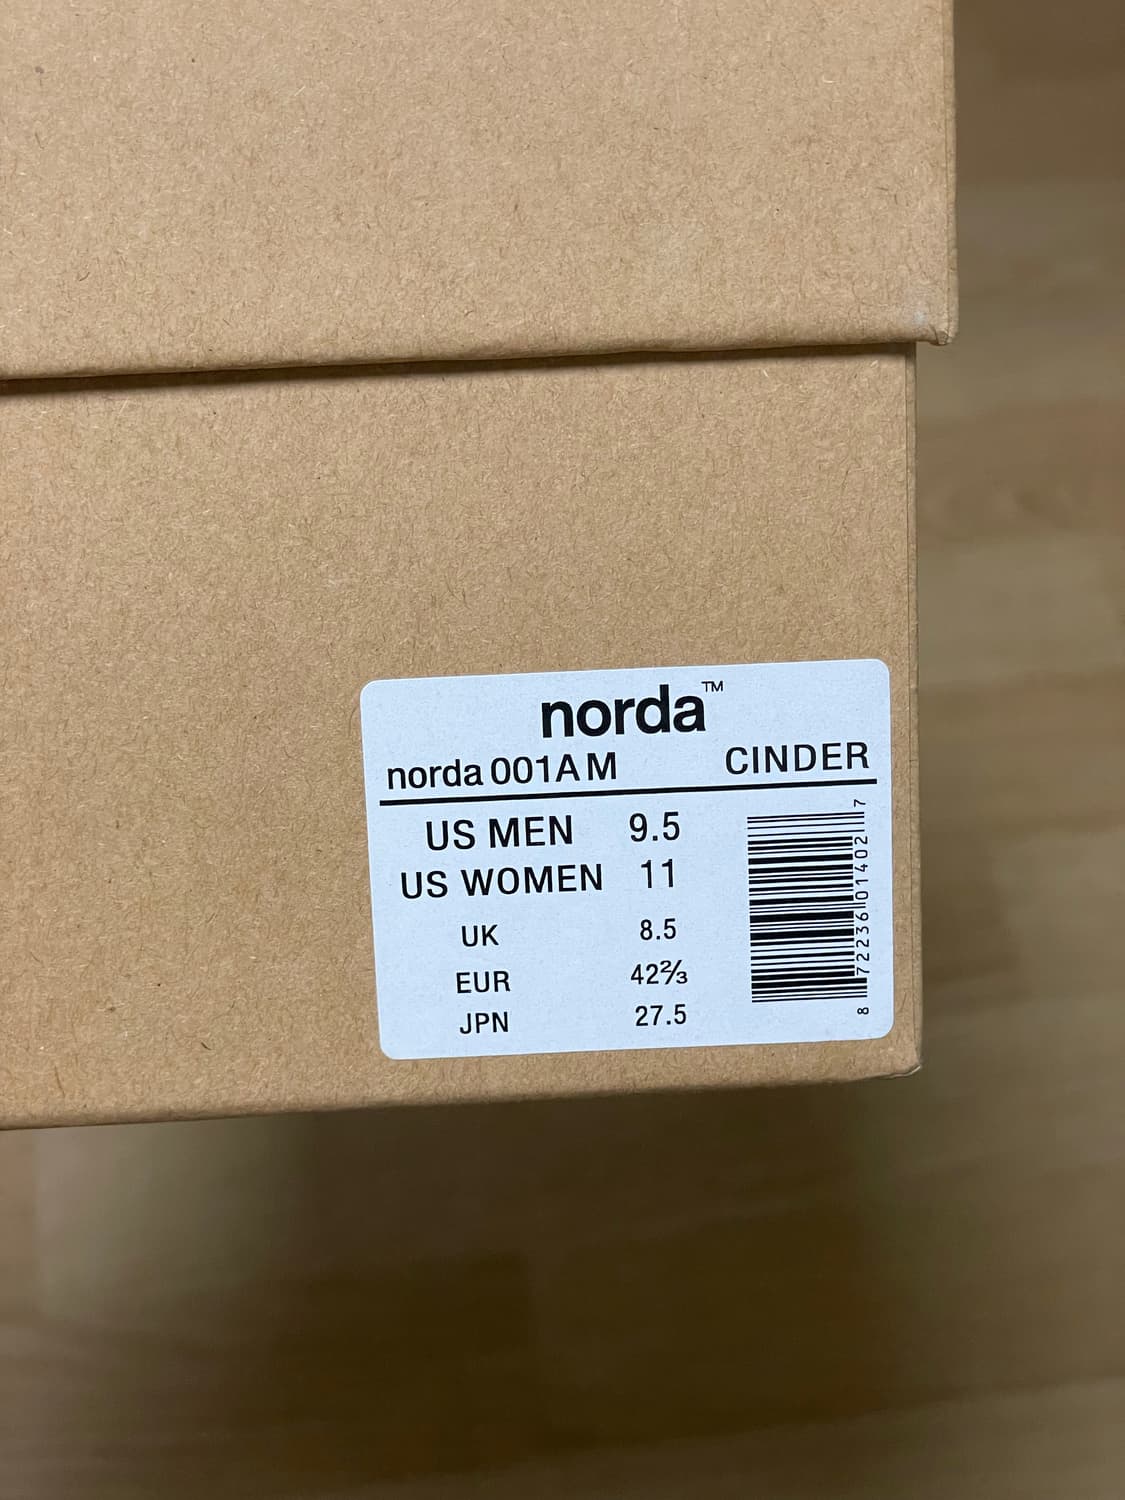 norda™
norda 001A M CINDER
US MEN 9.5
US WOMEN 11
UK 8.5
EUR 42⅔
JPN 27.5
8 722360 014027